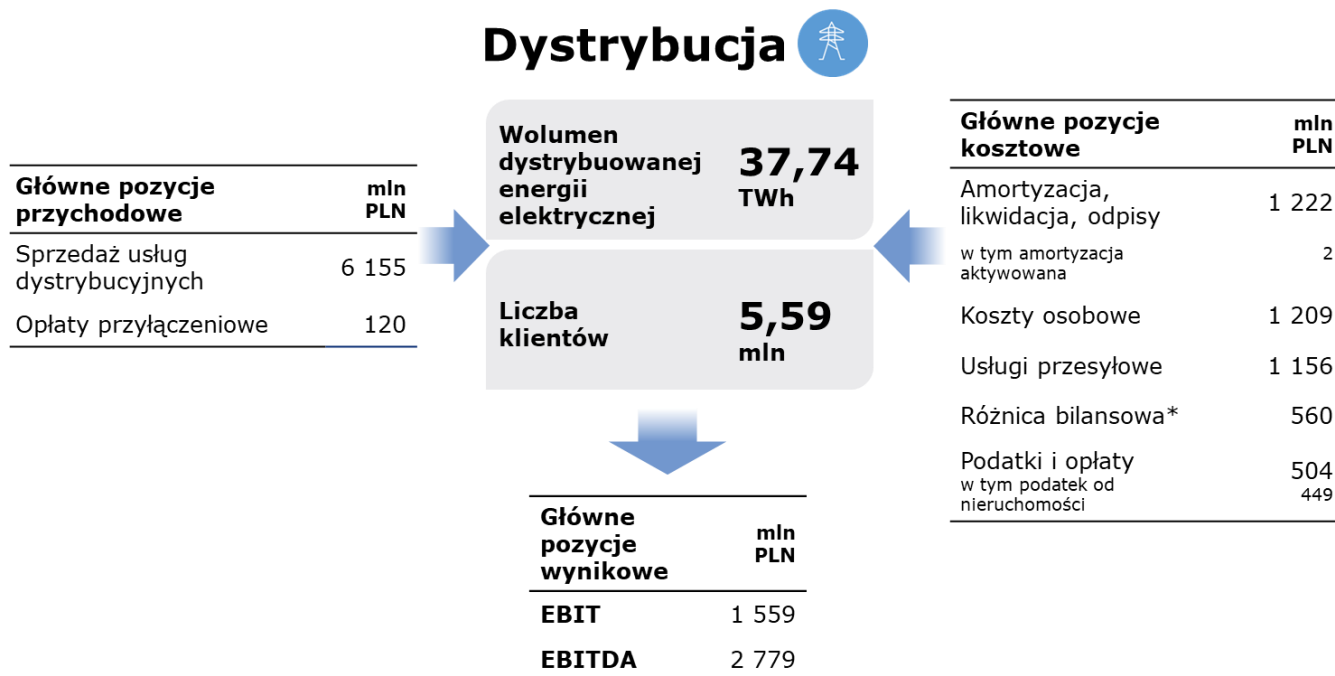 Dystrybucja
Główne pozycje
przychodowe
mln
PLN
Sprzedaż usług
dystrybucyjnych
6 155
Opłaty przyłączeniowe 120
Wolumen
dystrybuowanej
energii
elektrycznej
37,74
TWh
Liczba
klientów
5,59
mln
Główne pozycje
kosztowe
mln
PLN
Amortyzacja,
likwidacja, odpisy
1 222
w tym amortyzacja
aktywowana
2
Koszty osobowe 1 209
Usługi przesyłowe 1 156
Różnica bilansowa* 560
Podatki i opłaty 504
w tym podatek od
nieruchomości
449
Główne
pozycje
wynikowe
mln
PLN
EBIT 1 559
EBITDA 2 779